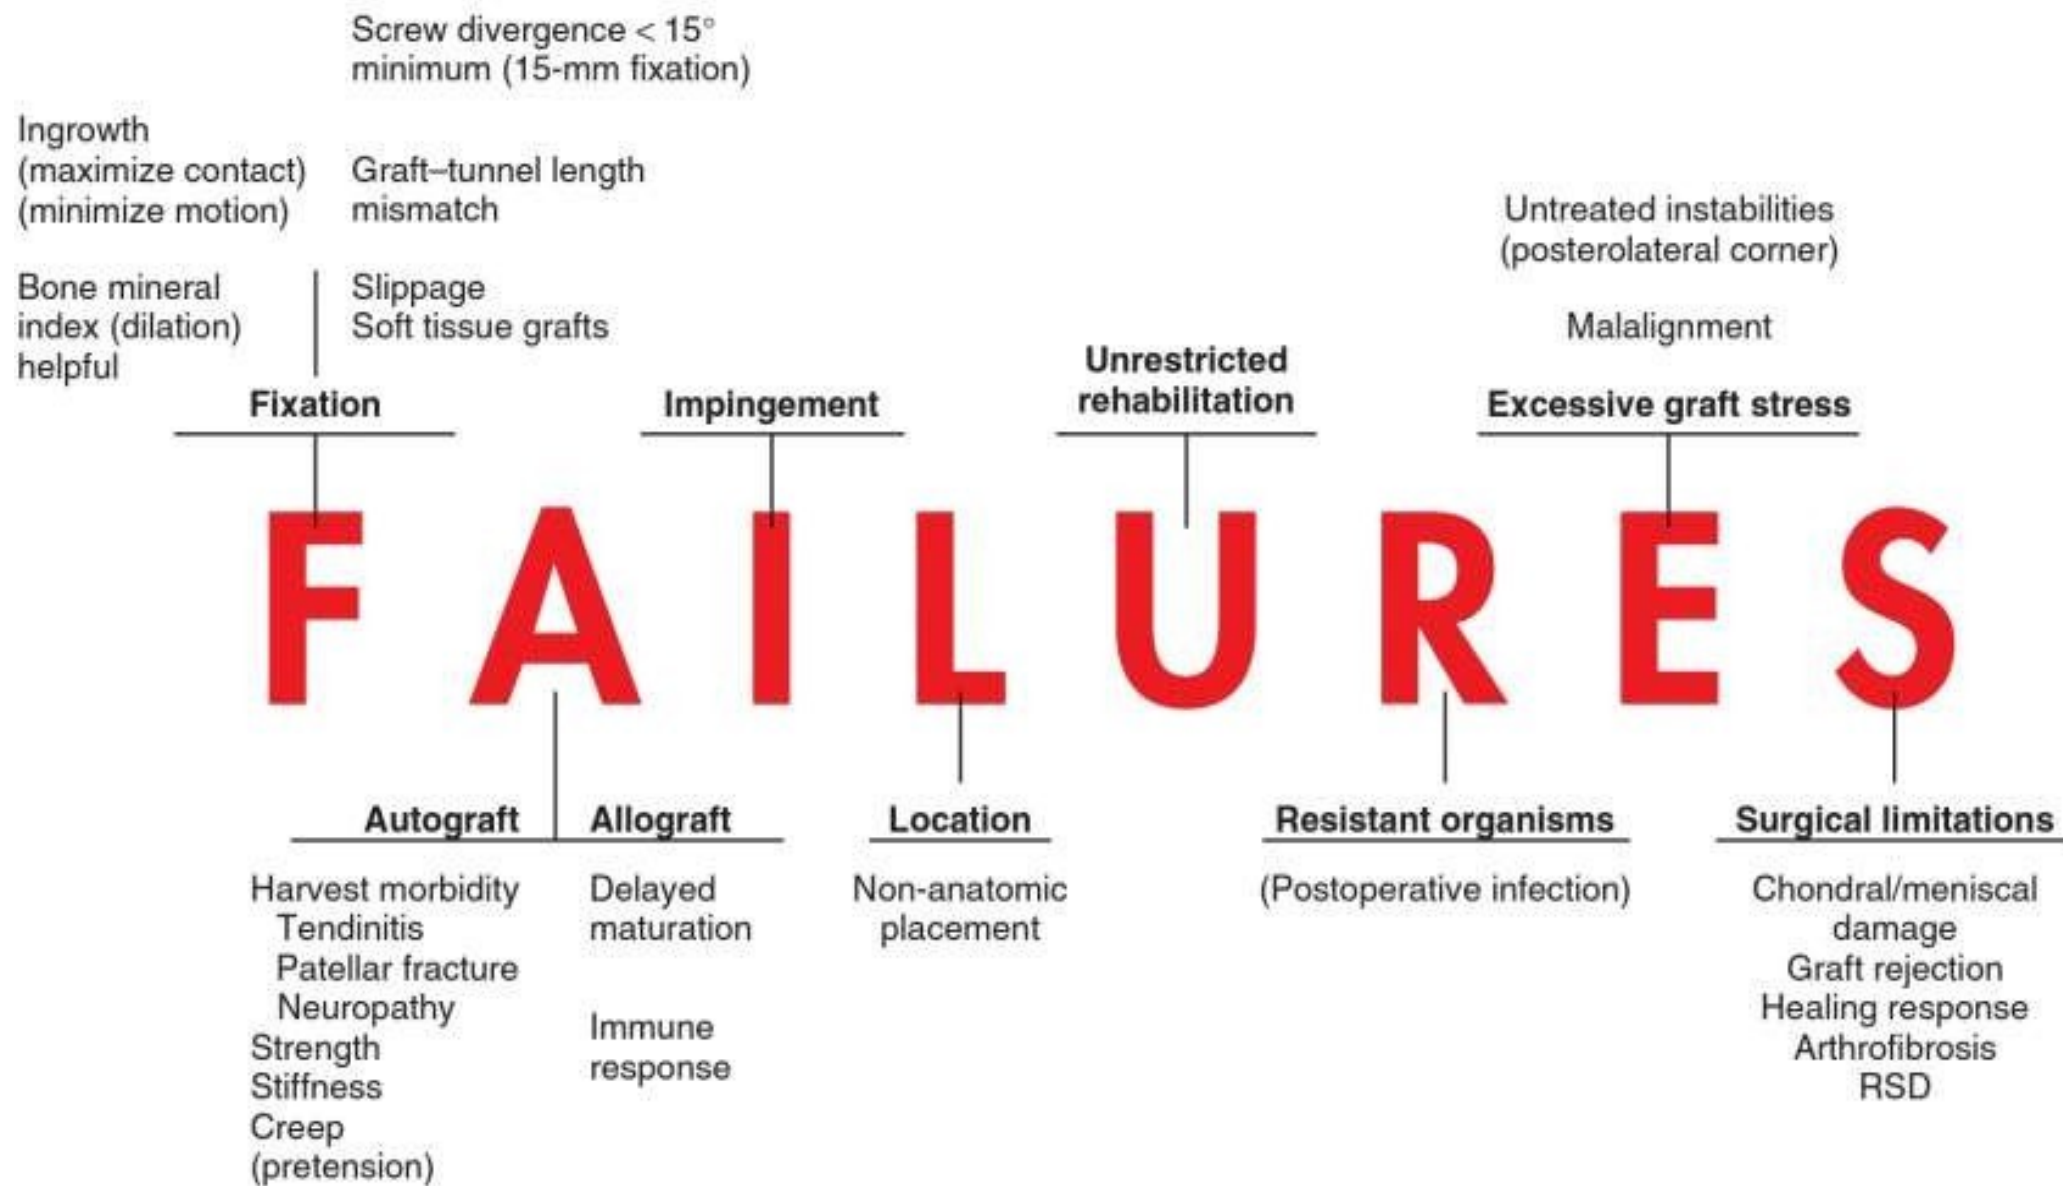 Screw divergence < 15°
minimum (15-mm fixation)
Ingrowth
(maximize contact)
(minimize motion)
Graft–tunnel length
mismatch
Bone mineral
index (dilation)
helpful
Slippage
Soft tissue grafts
Fixation
Impingement
Unrestricted
rehabilitation
Untreated instabilities
(posterolateral corner)
Malalignment
Excessive graft stress
FAILURES
Autograft
Harvest morbidity
Tendinitis
Patellar fracture
Neuropathy
Strength
Stiffness
Creep
(pretension)
Allograft
Delayed
maturation
Immune
response
Location
Non-anatomic
placement
Resistant organisms
(Postoperative infection)
Surgical limitations
Chondral/meniscal
damage
Graft rejection
Healing response
Arthrofibrosis
RSD